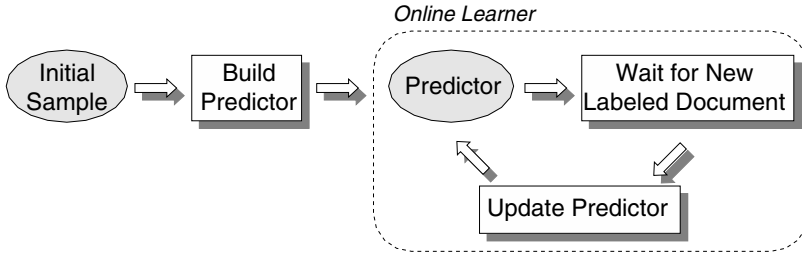 Online Learner
Initial
Sample
Build
Predictor
Predictor
Wait for New
Labeled Document
Update Predictor